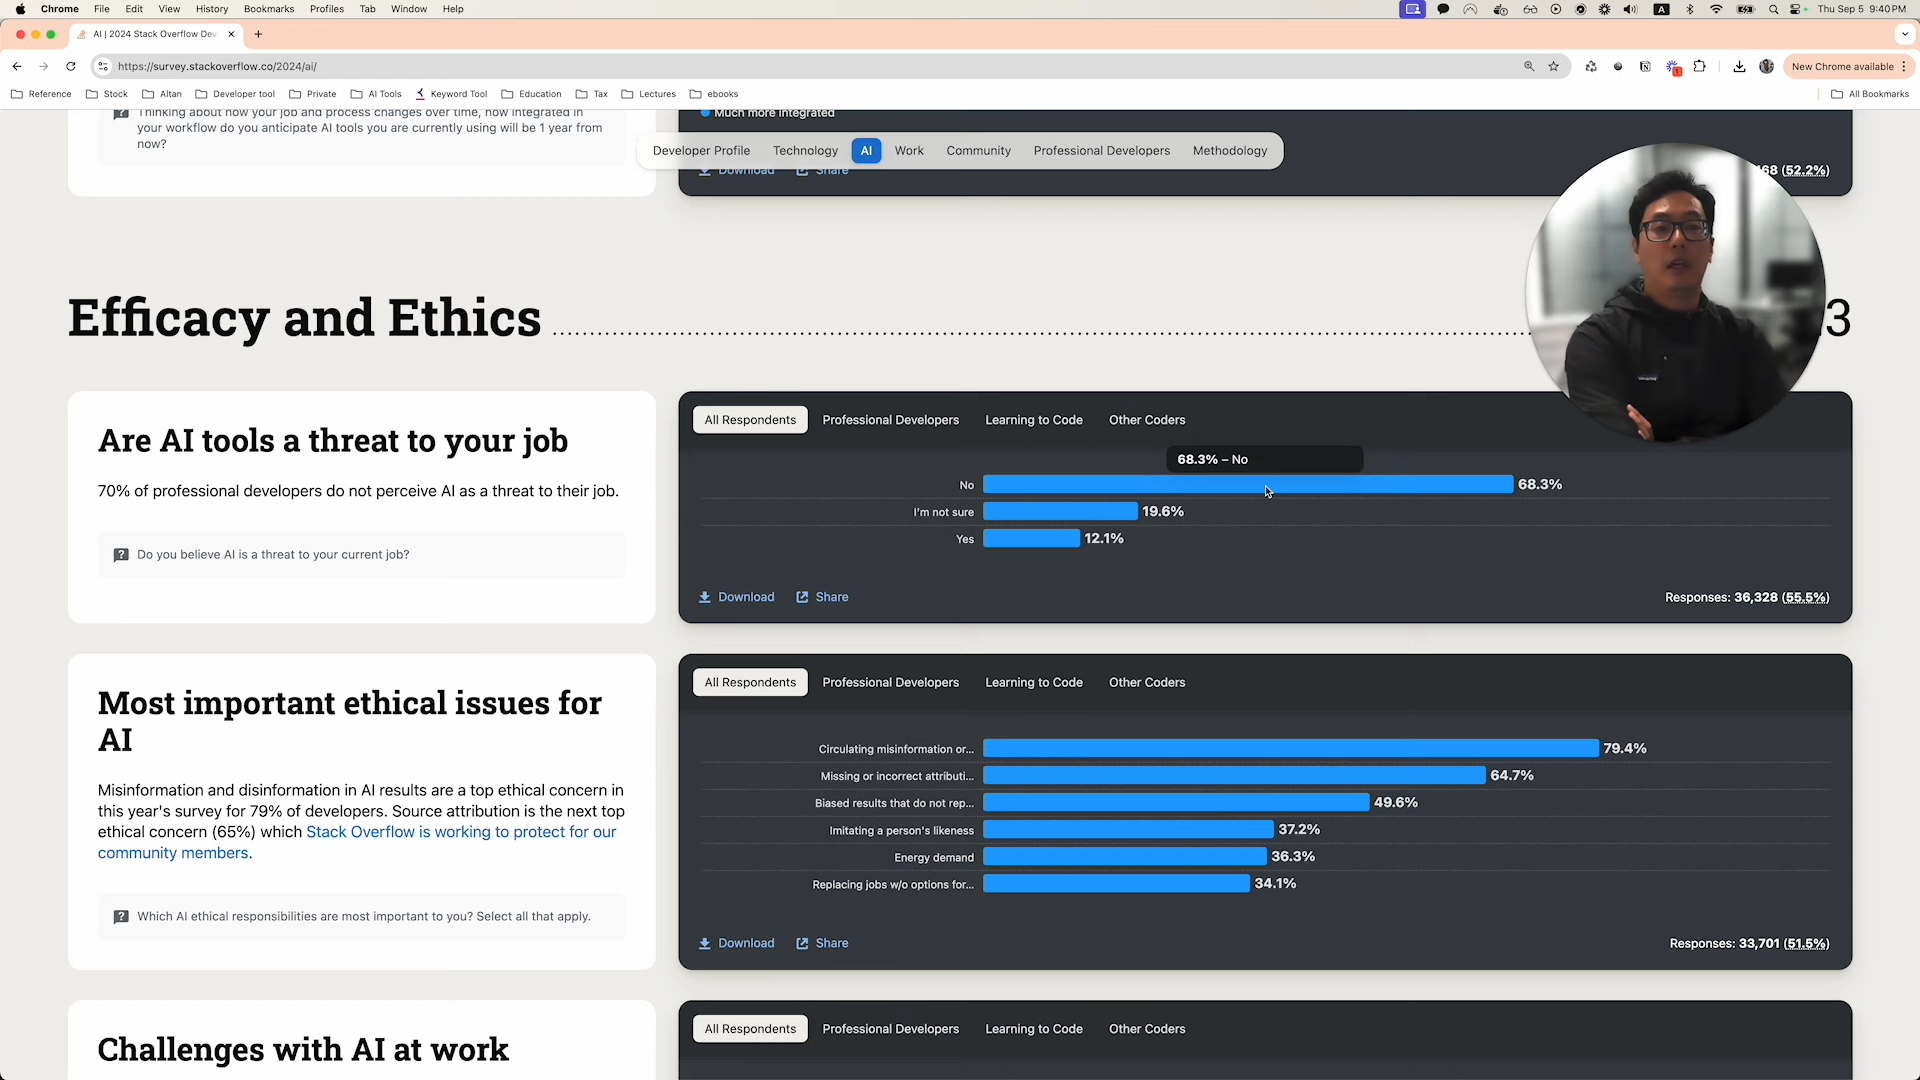 Chrome File Edit View History Bookmarks Profiles Tab Window Help
A Thu Sep 5 9:40 PM
AI | 2024 Stack Overflow Dev
https://survey.stackoverflow.co/2024/ai/
New Chrome available
Reference Stock Altan Developer tool Private AI Tools Keyword Tool Education Tax Lectures ebooks
All Bookmarks
Thinking about how your job and process changes over time, how integrated in
your workflow do you anticipate AI tools you are currently using will be 1 year from
now?
Much more integrated
Developer Profile Technology AI Work Community Professional Developers Methodology
Download Share
68 (52.2%)
Efficacy and Ethics
3
Are AI tools a threat to your job
70% of professional developers do not perceive AI as a threat to their job.
Do you believe AI is a threat to your current job?
All Respondents Professional Developers Learning to Code Other Coders
68.3% – No
No 68.3%
I'm not sure 19.6%
Yes 12.1%
Download Share
Responses: 36,328 (55.5%)
Most important ethical issues for
AI
Misinformation and disinformation in AI results are a top ethical concern in
this year's survey for 79% of developers. Source attribution is the next top
ethical concern (65%) which Stack Overflow is working to protect for our
community members.
Which AI ethical responsibilities are most important to you? Select all that apply.
All Respondents Professional Developers Learning to Code Other Coders
Circulating misinformation or... 79.4%
Missing or incorrect attributi... 64.7%
Biased results that do not rep... 49.6%
Imitating a person's likeness 37.2%
Energy demand 36.3%
Replacing jobs w/o options for... 34.1%
Download Share
Responses: 33,701 (51.5%)
Challenges with AI at work
All Respondents Professional Developers Learning to Code Other Coders